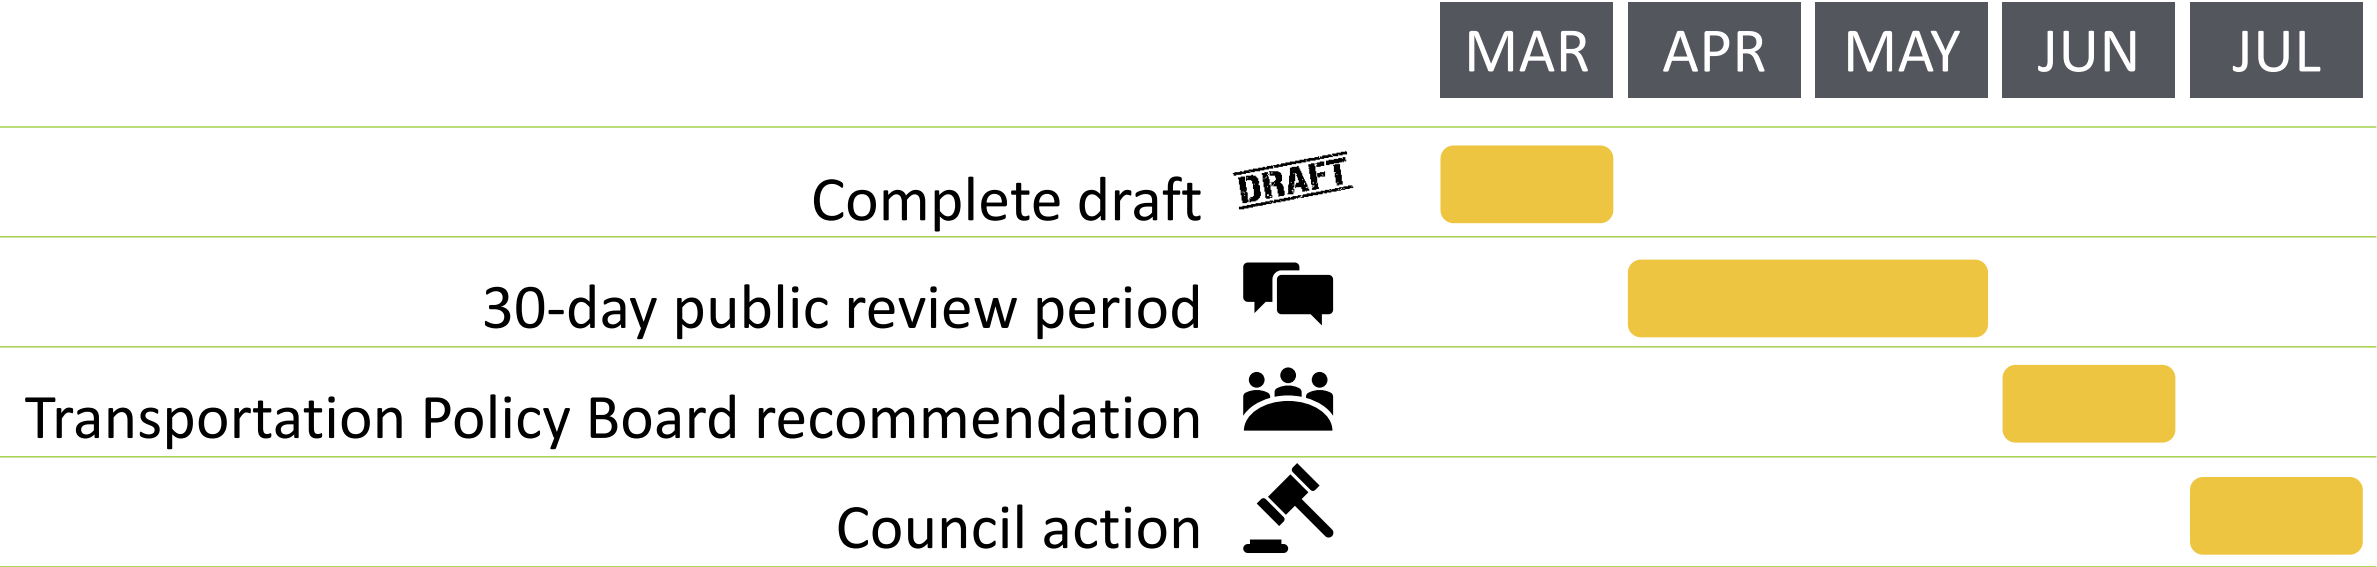 MAR APR MAY JUN JUL
Complete draft DRAFT
30-day public review period
Transportation Policy Board recommendation
Council action